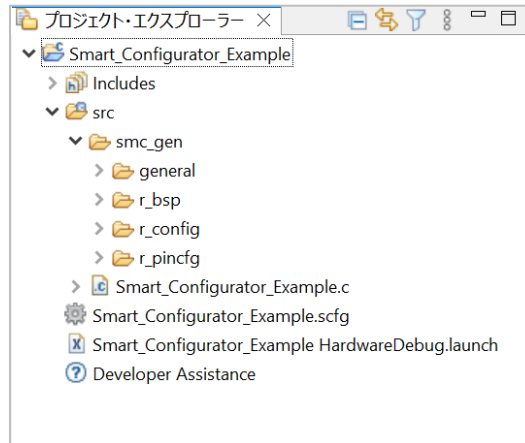 プロジェクト・エクスプローラー
Smart_Configurator_Example
Includes
src
smc_gen
general
r_bsp
r_config
r_pincfg
Smart_Configurator_Example.c
Smart_Configurator_Example.scfg
Smart_Configurator_Example HardwareDebug.launch
Developer Assistance